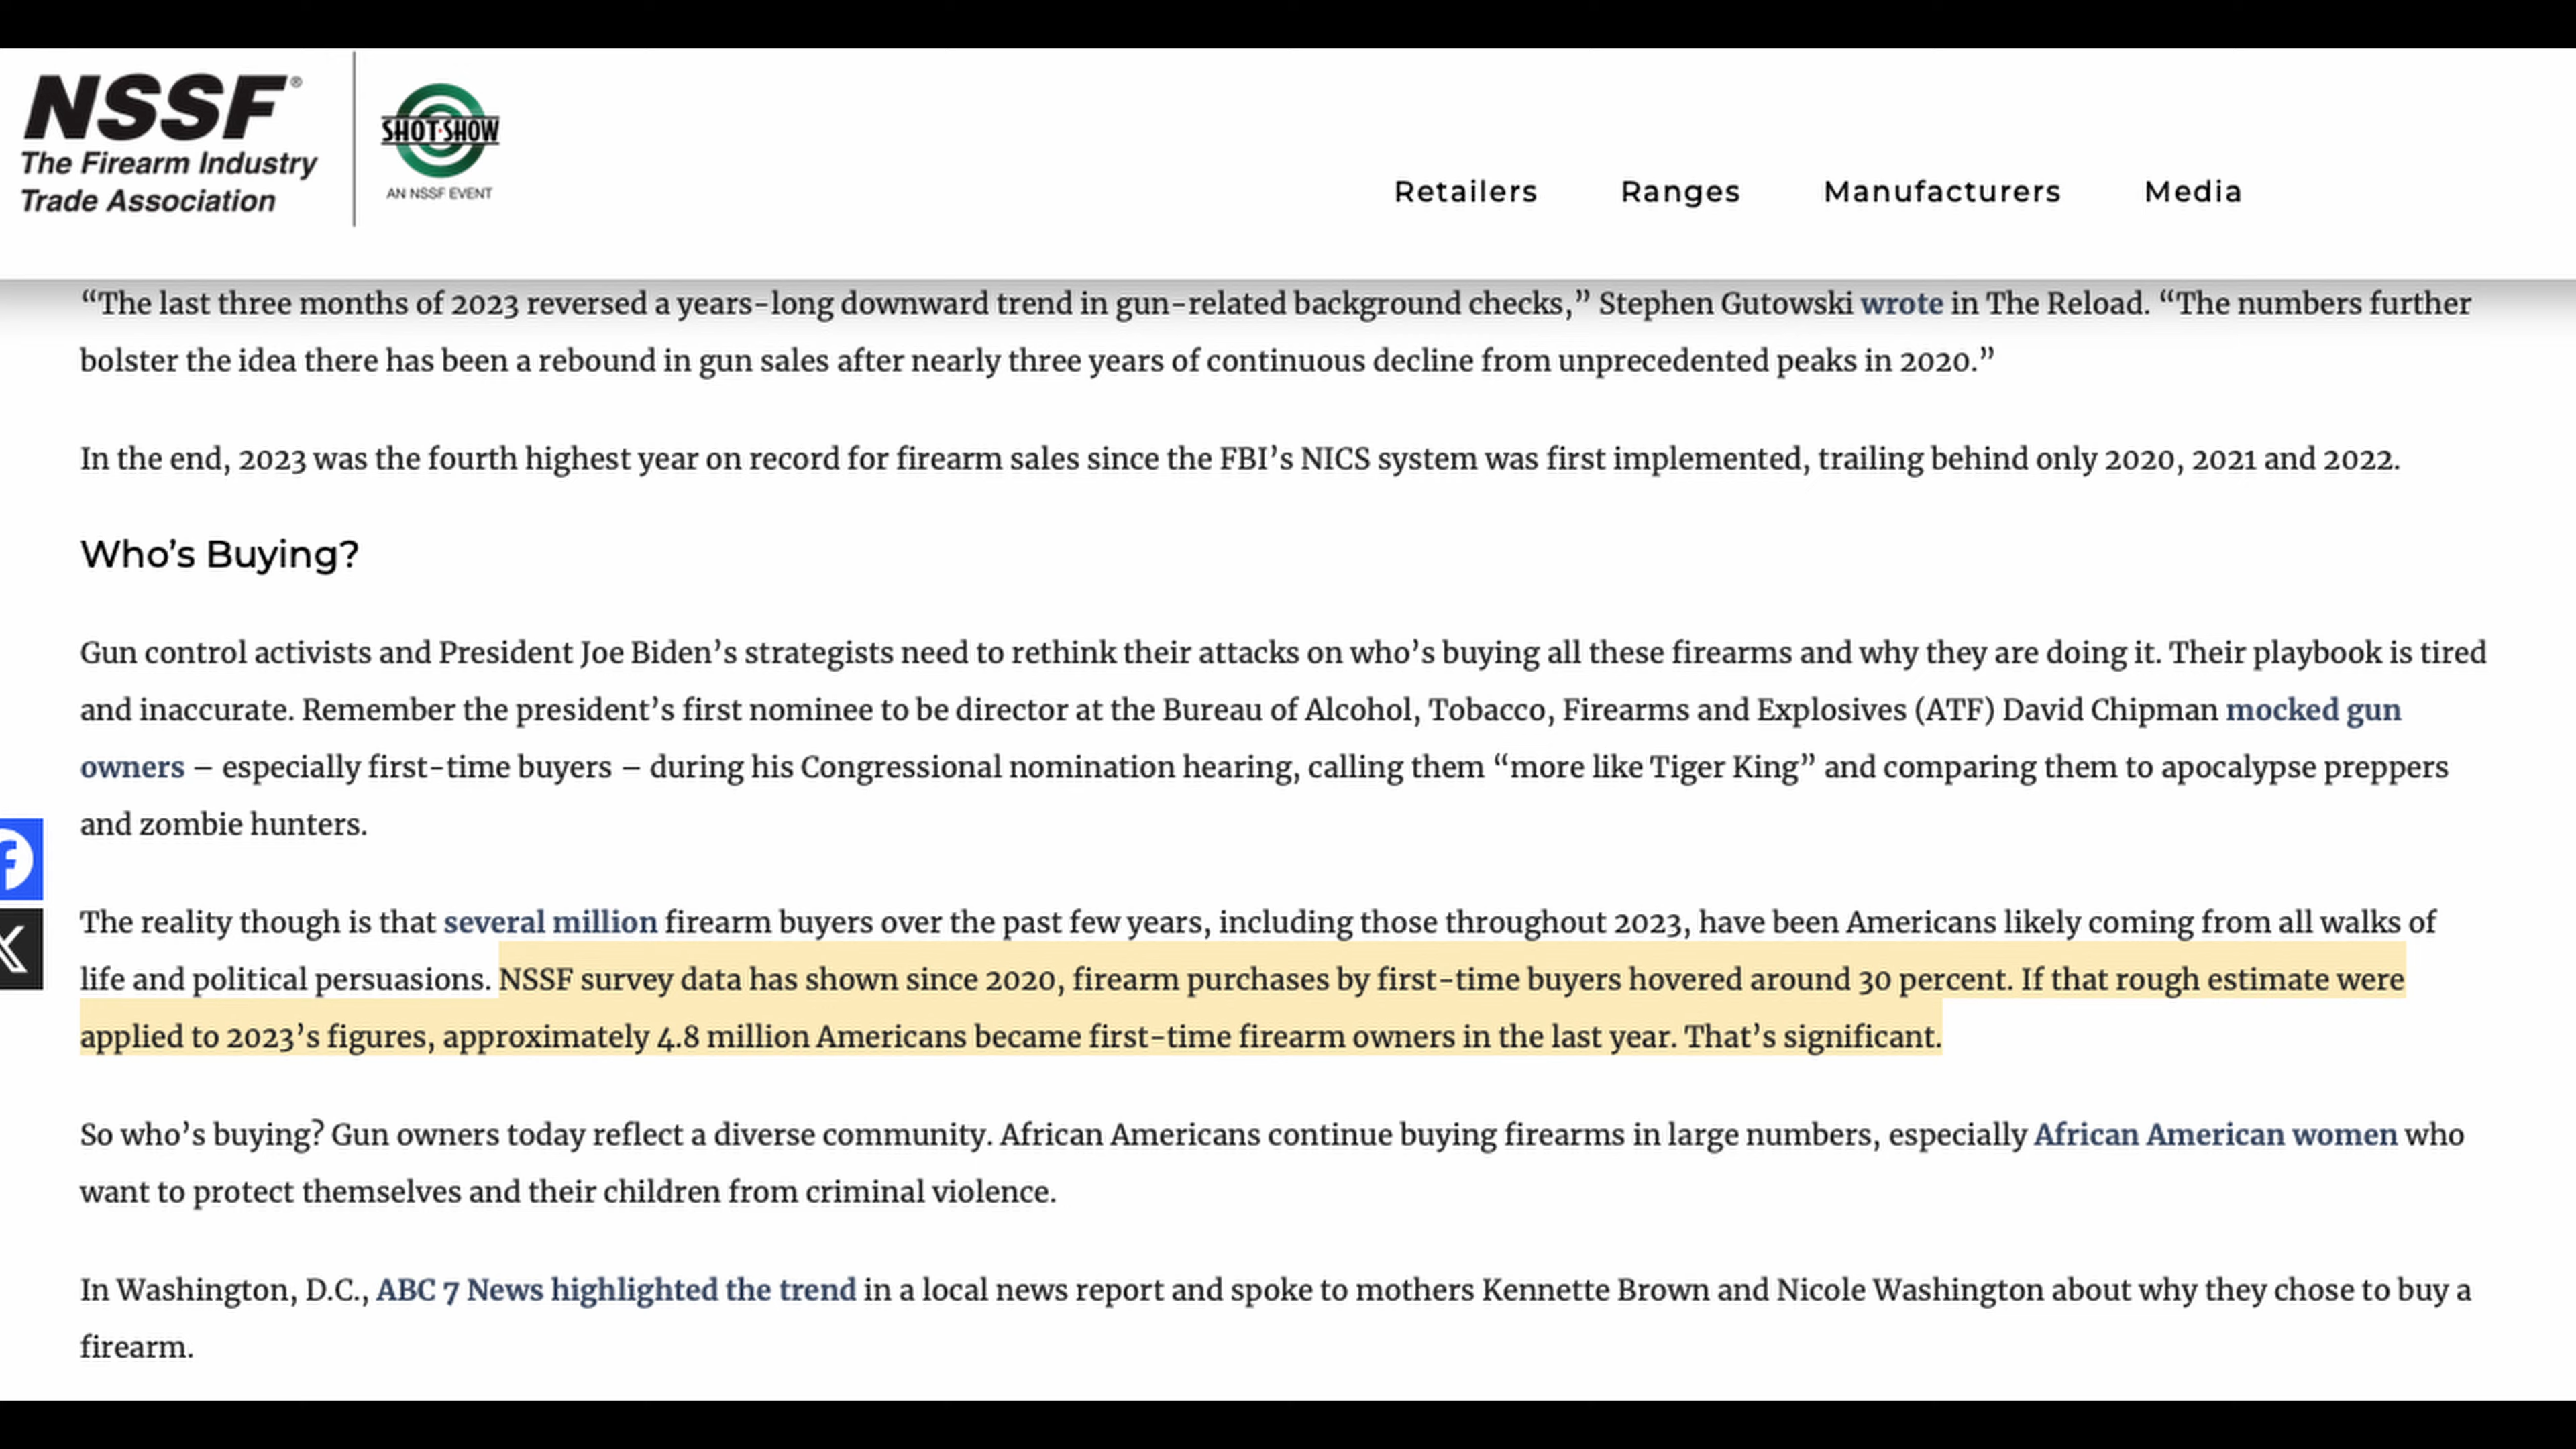 NSSF®
The Firearm Industry
Trade Association
SHOT SHOW
AN NSSF EVENT
Retailers Ranges Manufacturers Media
“The last three months of 2023 reversed a years-long downward trend in gun-related background checks,” Stephen Gutowski wrote in The Reload. “The numbers further
bolster the idea there has been a rebound in gun sales after nearly three years of continuous decline from unprecedented peaks in 2020.”
In the end, 2023 was the fourth highest year on record for firearm sales since the FBI’s NICS system was first implemented, trailing behind only 2020, 2021 and 2022.
Who’s Buying?
Gun control activists and President Joe Biden’s strategists need to rethink their attacks on who’s buying all these firearms and why they are doing it. Their playbook is tired
and inaccurate. Remember the president’s first nominee to be director at the Bureau of Alcohol, Tobacco, Firearms and Explosives (ATF) David Chipman mocked gun
owners – especially first-time buyers – during his Congressional nomination hearing, calling them “more like Tiger King” and comparing them to apocalypse preppers
and zombie hunters.
The reality though is that several million firearm buyers over the past few years, including those throughout 2023, have been Americans likely coming from all walks of
life and political persuasions. NSSF survey data has shown since 2020, firearm purchases by first-time buyers hovered around 30 percent. If that rough estimate were
applied to 2023’s figures, approximately 4.8 million Americans became first-time firearm owners in the last year. That’s significant.
So who’s buying? Gun owners today reflect a diverse community. African Americans continue buying firearms in large numbers, especially African American women who
want to protect themselves and their children from criminal violence.
In Washington, D.C., ABC 7 News highlighted the trend in a local news report and spoke to mothers Kennette Brown and Nicole Washington about why they chose to buy a
firearm.